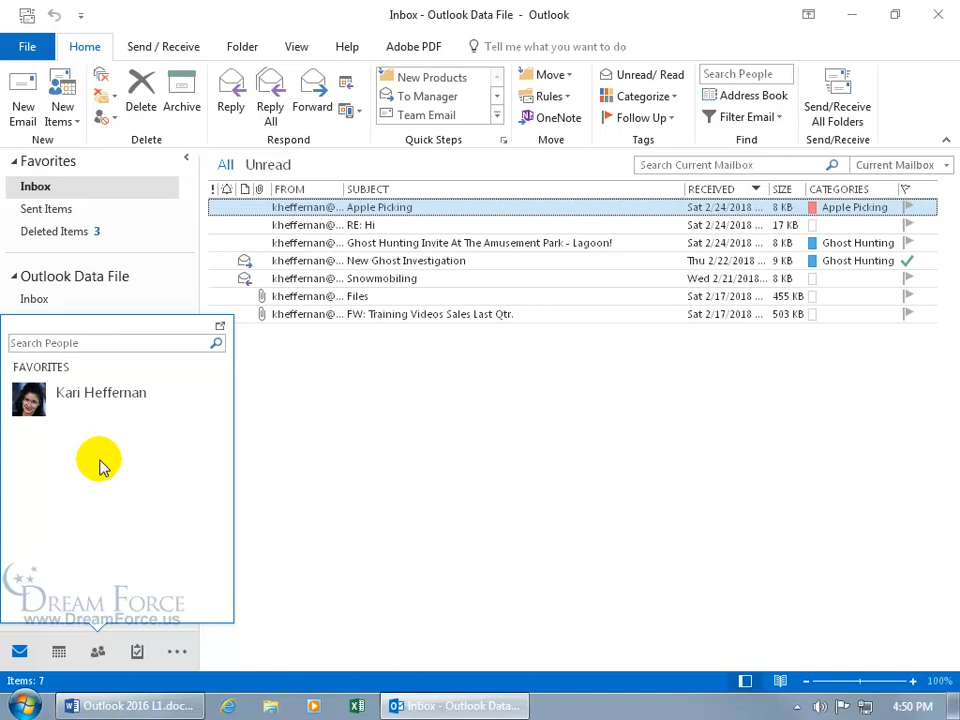 Inbox - Outlook Data File - Outlook
File Home Send / Receive Folder View Help Adobe PDF Tell me what you want to do
New Email
New Items
Delete
Archive
Reply
Reply All
Forward
New Products
To Manager
Team Email
Move
Rules
OneNote
Unread/ Read
Categorize
Follow Up
Search People
Address Book
Filter Email
Send/Receive All Folders
New Delete Respond Quick Steps Move Tags Find Send/Receive
Favorites
Inbox
Sent Items
Deleted Items 3
Outlook Data File
Inbox
All Unread Search Current Mailbox Current Mailbox
! FROM SUBJECT RECEIVED SIZE CATEGORIES
kheffernan@... Apple Picking Sat 2/24/2018 ... 8 KB Apple Picking
kheffernan@... RE: Hi Sat 2/24/2018 ... 17 KB
kheffernan@... Ghost Hunting Invite At The Amusement Park - Lagoon! Sat 2/24/2018 ... 8 KB Ghost Hunting
kheffernan@... New Ghost Investigation Thu 2/22/2018 ... 9 KB Ghost Hunting
kheffernan@... Snowmobiling Wed 2/21/2018 ... 8 KB
kheffernan@... Files Sat 2/17/2018 ... 455 KB
kheffernan@... FW: Training Videos Sales Last Qtr. Sat 2/17/2018 ... 503 KB
Search People
FAVORITES
Kari Heffernan
DREAM FORCE
www.DreamForce.us
Items: 7 100%
Outlook 2016 L1.doc... Inbox - Outlook Data... 4:50 PM